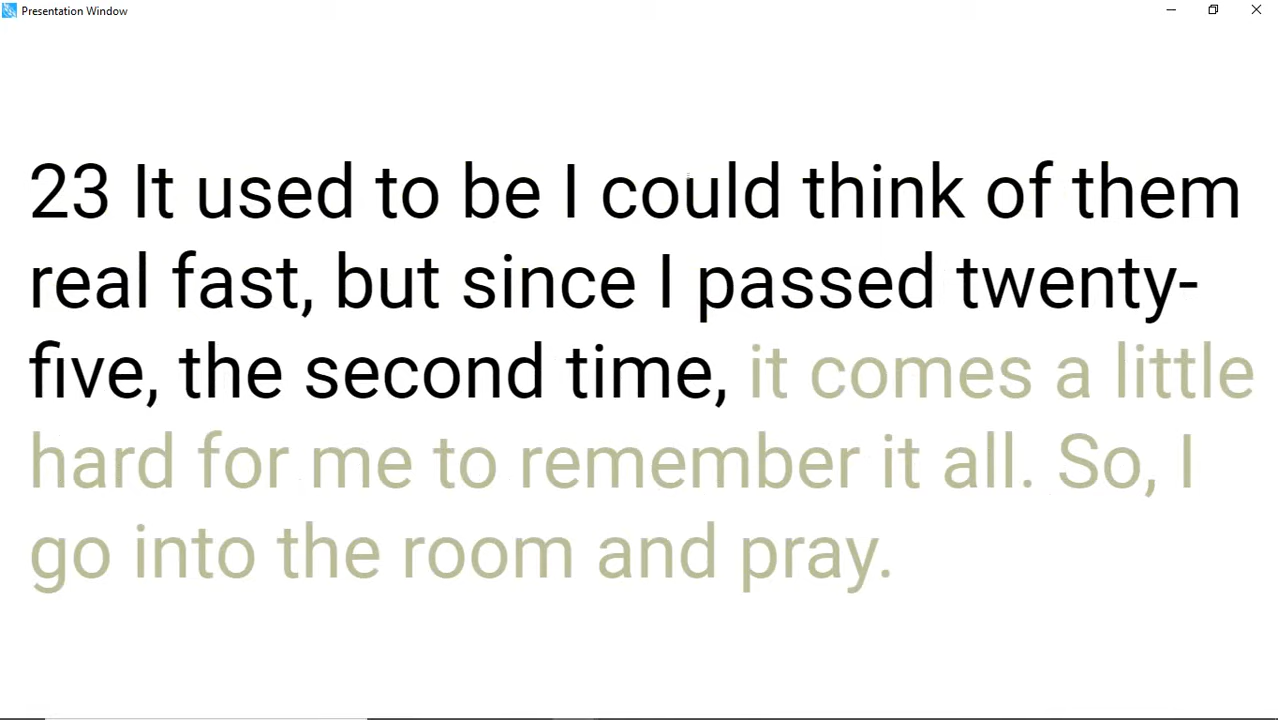 Presentation Window
23 It used to be I could think of them
real fast, but since I passed twenty-
five, the second time, it comes a little
hard for me to remember it all. So, I
go into the room and pray.